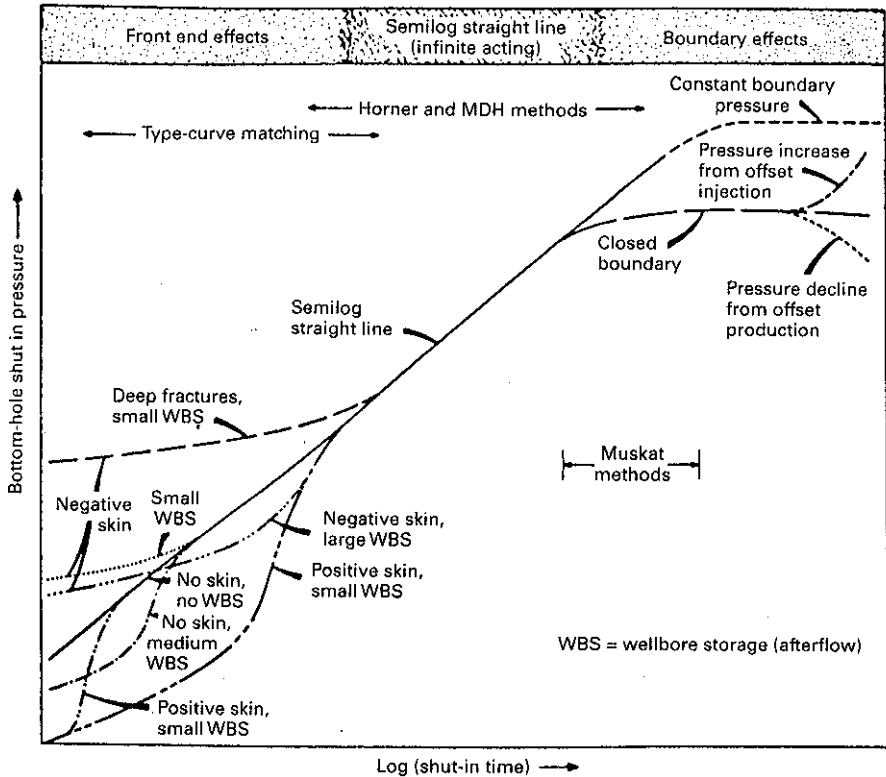 Front end effects
Semilog straight line
(infinite acting)
Boundary effects
Constant boundary
pressure
Horner and MDH methods
Type-curve matching
Pressure increase
from offset
injection
Closed
boundary
Pressure decline
from offset
production
Semilog
straight line
Deep fractures,
small WBS
Muskat
methods
Negative
skin
Small
WBS
Negative skin,
large WBS
No skin,
no WBS
Positive skin,
small WBS
No skin,
medium
WBS
WBS = wellbore storage (afterflow)
Positive skin,
small WBS
Bottom-hole shut in pressure
Log (shut-in time)